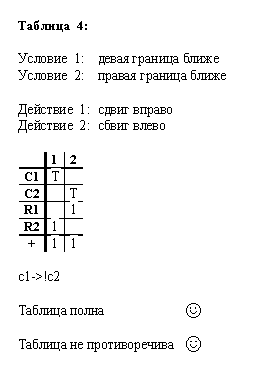 Таблица 4:
Условие 1: девая граница ближе
Условие 2: правая граница ближе
Действие 1: сдвиг вправо
Действие 2: сбвиг влево
1 2
C1 T
C2 T
R1 1
R2 1
+ 1 1
c1->!c2
Таблица полна ☺
Таблица не противоречива ☺